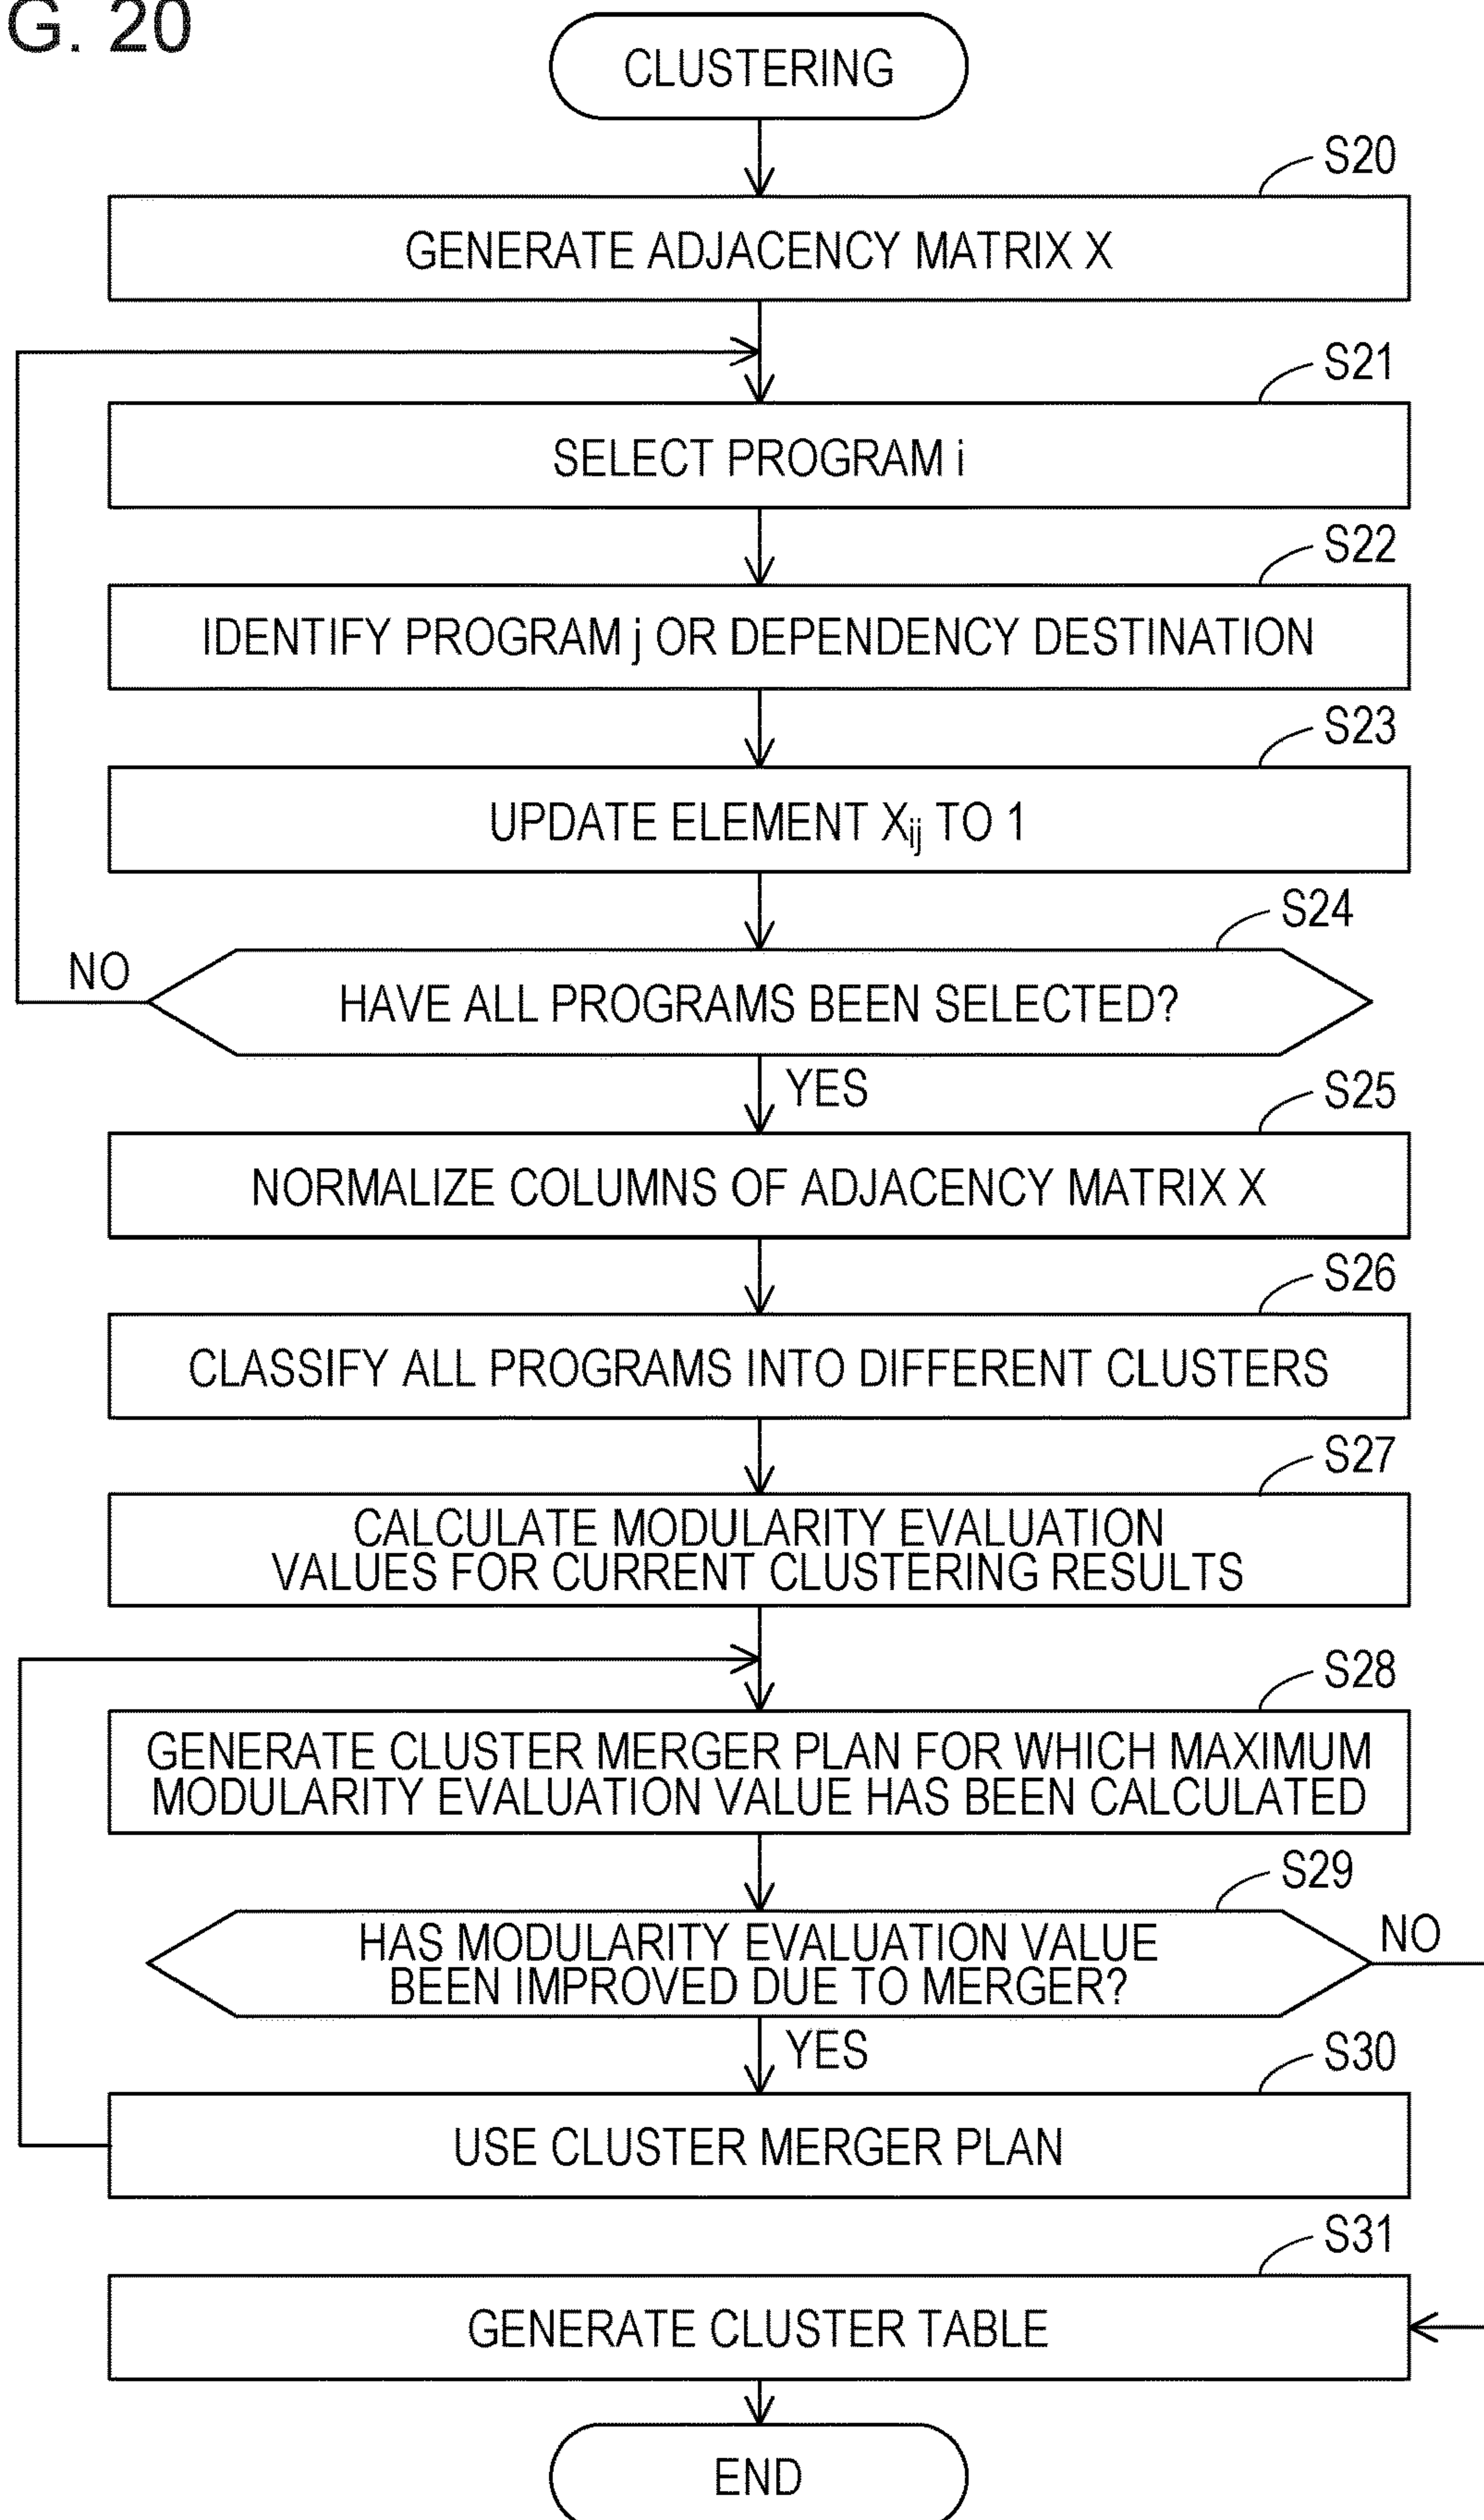 G. 20
CLUSTERING
S20
GENERATE ADJACENCY MATRIX X
S21
SELECT PROGRAM i
S22
IDENTIFY PROGRAM j OR DEPENDENCY DESTINATION
S23
UPDATE ELEMENT Xij TO 1
S24
NO
HAVE ALL PROGRAMS BEEN SELECTED?
YES
S25
NORMALIZE COLUMNS OF ADJACENCY MATRIX X
S26
CLASSIFY ALL PROGRAMS INTO DIFFERENT CLUSTERS
S27
CALCULATE MODULARITY EVALUATION
VALUES FOR CURRENT CLUSTERING RESULTS
S28
GENERATE CLUSTER MERGER PLAN FOR WHICH MAXIMUM
MODULARITY EVALUATION VALUE HAS BEEN CALCULATED
S29
HAS MODULARITY EVALUATION VALUE
BEEN IMPROVED DUE TO MERGER?
NO
YES
S30
USE CLUSTER MERGER PLAN
S31
GENERATE CLUSTER TABLE
END